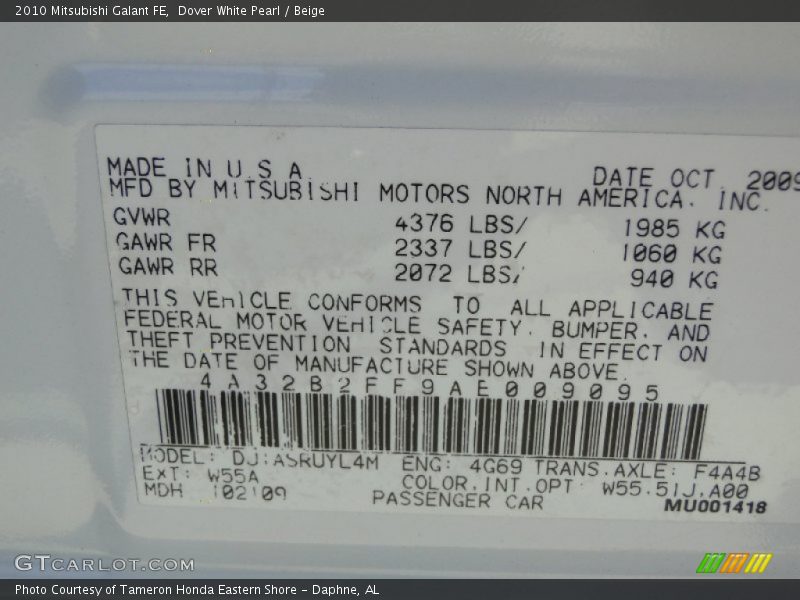 2010 Mitsubishi Galant FE, Dover White Pearl / Beige
MADE IN U.S.A. DATE OCT. 2009
MFD BY MITSUBISHI MOTORS NORTH AMERICA. INC.
GVWR 4376 LBS/ 1985 KG
GAWR FR 2337 LBS/ 1060 KG
GAWR RR 2072 LBS/ 940 KG
THIS VEHICLE CONFORMS TO ALL APPLICABLE
FEDERAL MOTOR VEHICLE SAFETY. BUMPER. AND
THEFT PREVENTION STANDARDS IN EFFECT ON
THE DATE OF MANUFACTURE SHOWN ABOVE.
4A32B2FF9AE009095
MODEL: DJ:ASRUYL4M ENG: 4G69 TRANS.AXLE: F4A4B
EXT: W55A COLOR.INT.OPT: W55.51J.A00
MDH 102109 PASSENGER CAR MU001418
GTCARLOT.COM
Photo Courtesy of Tameron Honda Eastern Shore - Daphne, AL